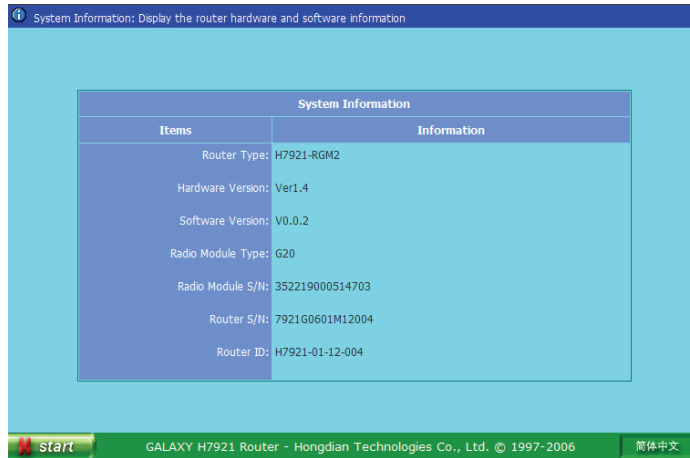 System Information: Display the router hardware and software information
System Information
Items Information
Router Type: H7921-RGM2
Hardware Version: Ver1.4
Software Version: V0.0.2
Radio Module Type: G20
Radio Module S/N: 352219000514703
Router S/N: 7921G0601M12004
Router ID: H7921-01-12-004
start GALAXY H7921 Router - Hongdian Technologies Co., Ltd. © 1997-2006 简体中文